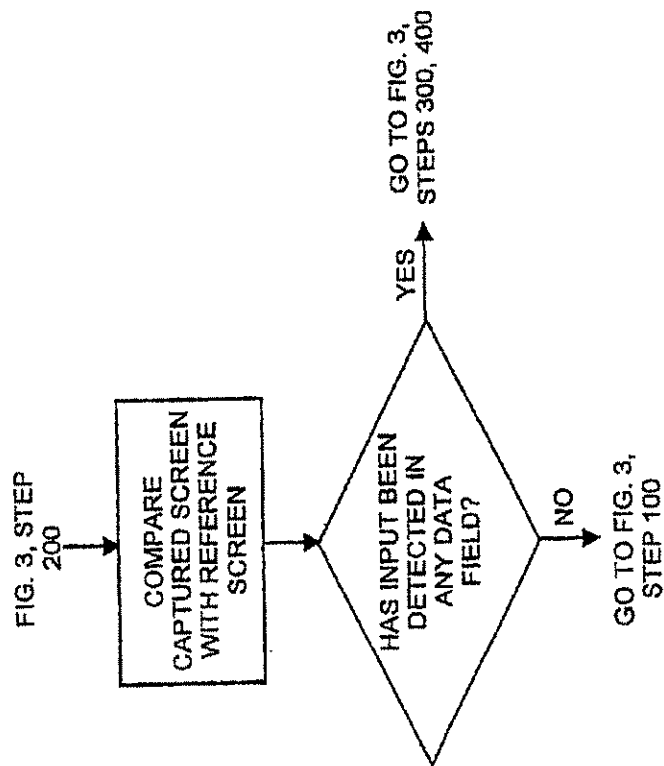 FIG. 3, STEP
200
COMPARE
CAPTURED SCREEN
WITH REFERENCE
SCREEN
HAS INPUT BEEN
DETECTED IN
ANY DATA
FIELD?
YES
GO TO FIG. 3,
STEPS 300, 400
NO
GO TO FIG. 3,
STEP 100